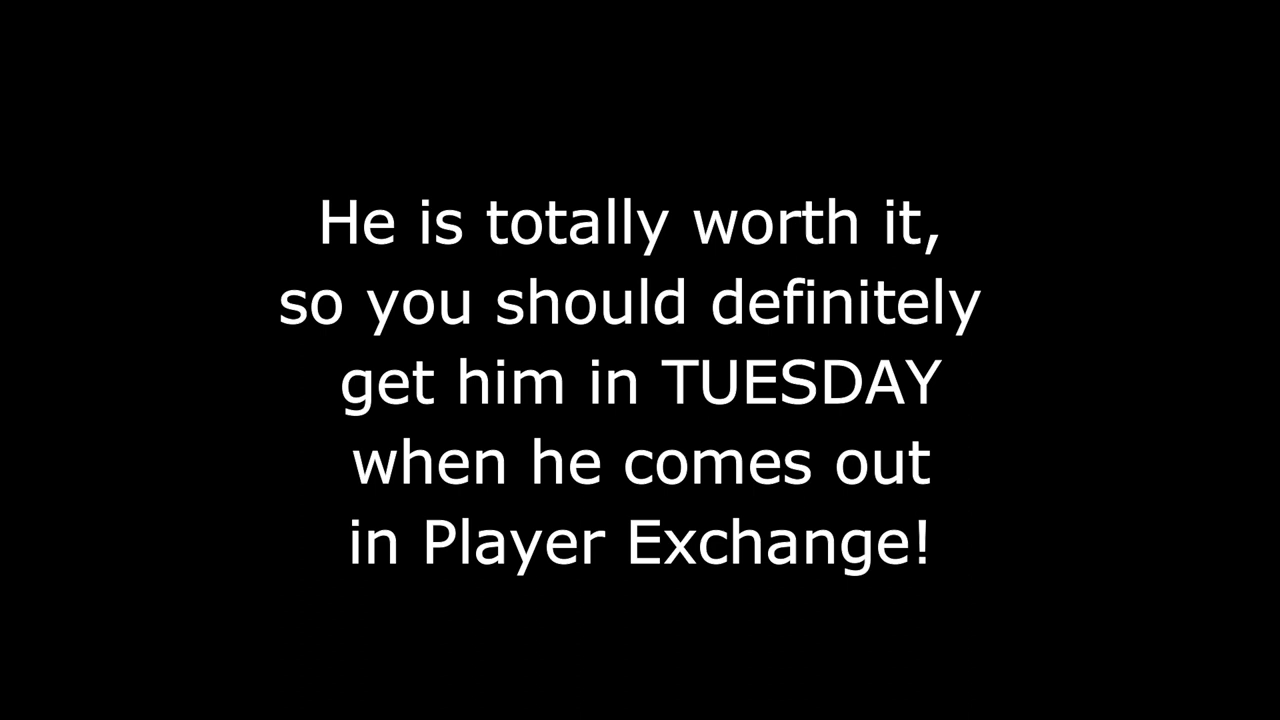 He is totally worth it,
so you should definitely
get him in TUESDAY
when he comes out
in Player Exchange!